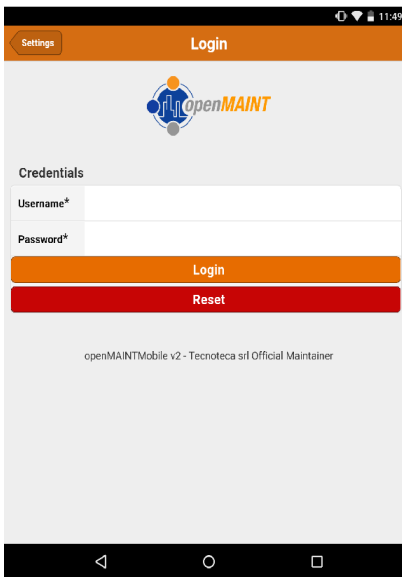 11:49
Settings
Login
openMAINT
Credentials
Username*
Password*
Login
Reset
openMAINTMobile v2 - Tecnoteca srl Official Maintainer